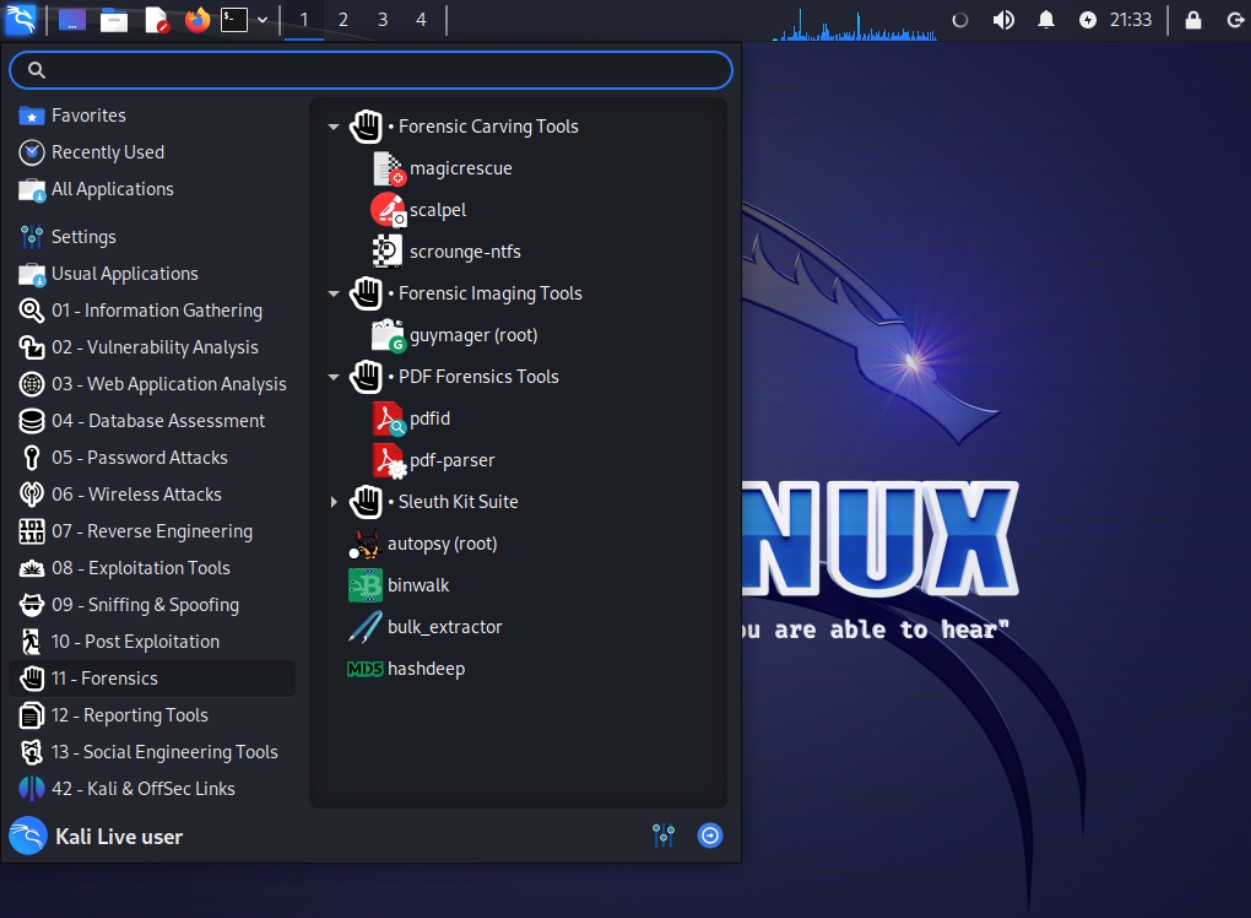 1 2 3 4
21:33
Favorites
Recently Used
All Applications
Settings
Usual Applications
01 - Information Gathering
02 - Vulnerability Analysis
03 - Web Application Analysis
04 - Database Assessment
05 - Password Attacks
06 - Wireless Attacks
07 - Reverse Engineering
08 - Exploitation Tools
09 - Sniffing & Spoofing
10 - Post Exploitation
11 - Forensics
12 - Reporting Tools
13 - Social Engineering Tools
42 - Kali & OffSec Links
Kali Live user
• Forensic Carving Tools
magicrescue
scalpel
scrounge-ntfs
• Forensic Imaging Tools
G
guymager (root)
• PDF Forensics Tools
pdfid
pdf-parser
• Sleuth Kit Suite
autopsy (root)
binwalk
bulk_extractor
MD5 hashdeep
NUX
ou are able to hear"